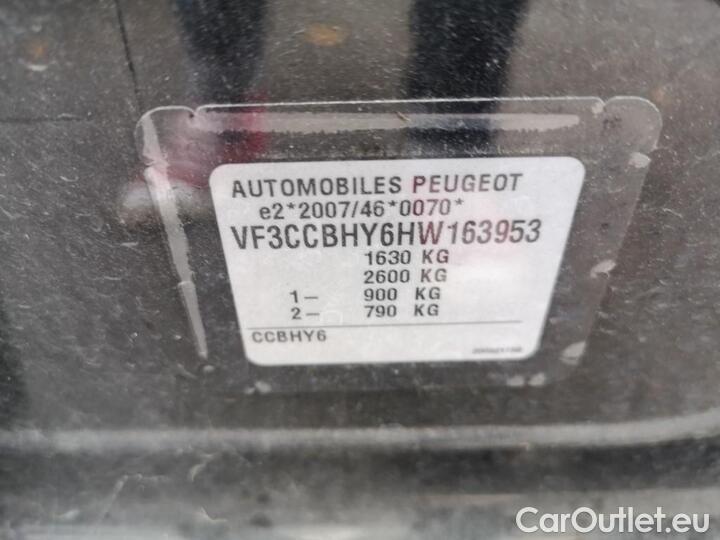 AUTOMOBILES PEUGEOT
e2*2007/46*0070*
VF3CCBHY6HW163953
1630 KG
2600 KG
1– 900 KG
2– 790 KG
CCBHY6
CarOutlet.eu